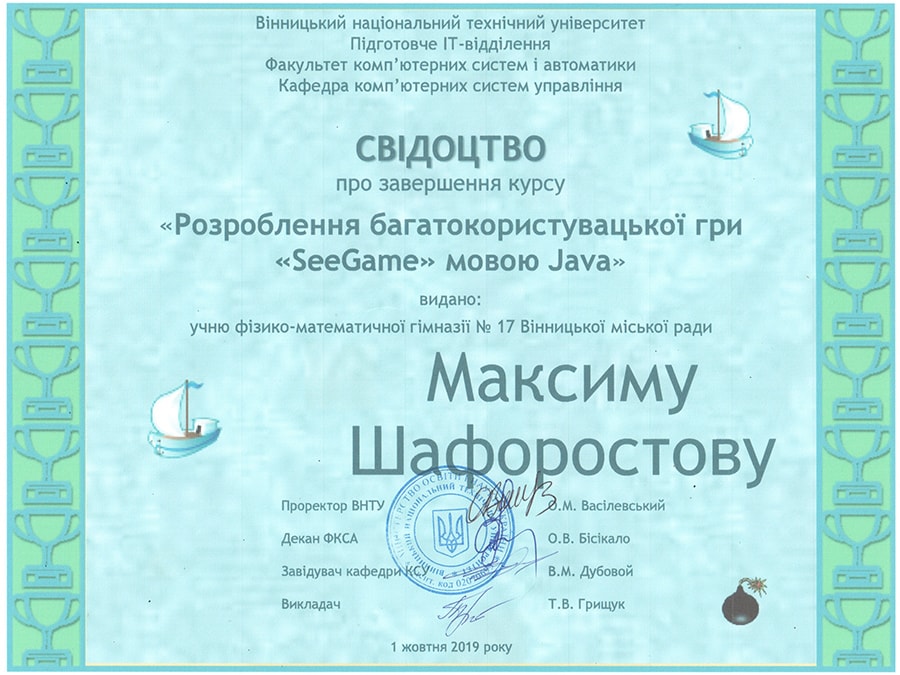 Вінницький національний технічний університет
Підготовче ІТ-відділення
Факультет комп’ютерних систем і автоматики
Кафедра комп’ютерних систем управління
СВІДОЦТВО
про завершення курсу
«Розроблення багатокористувацької гри
«SeeGame» мовою Java»
видано:
учню фізико-математичної гімназії № 17 Вінницької міської ради
Максиму
Шафоростову
Проректор ВНТУ О.М. Васілевський
Декан ФКСА О.В. Бісікало
Завідувач кафедри КСУ В.М. Дубовой
Викладач Т.В. Грищук
1 жовтня 2019 року